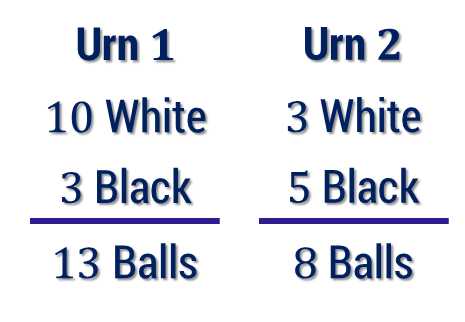 Urn 1
10 White
3 Black
13 Balls
Urn 2
3 White
5 Black
8 Balls